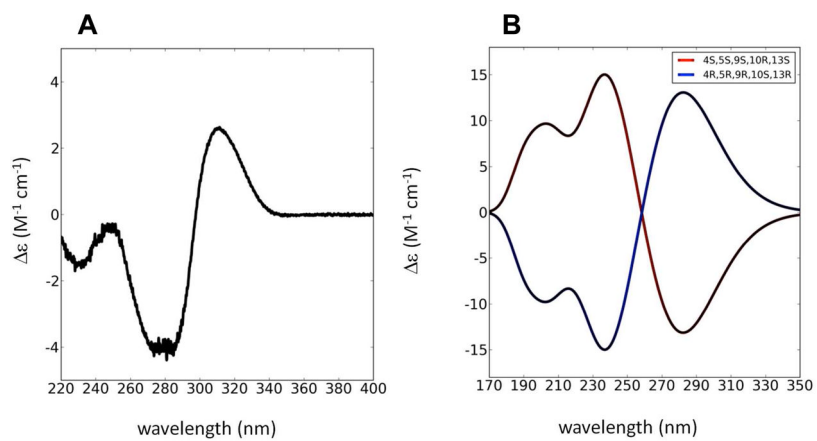 A
4
2
0
-2
-4
220 240 260 280 300 320 340 360 380 400
Δε (M⁻¹ cm⁻¹)
wavelength (nm)
B
4S,5S,9S,10R,13S
4R,5R,9R,10S,13R
15
10
5
0
-5
-10
-15
170 190 210 230 250 270 290 310 330 350
Δε (M⁻¹ cm⁻¹)
wavelength (nm)